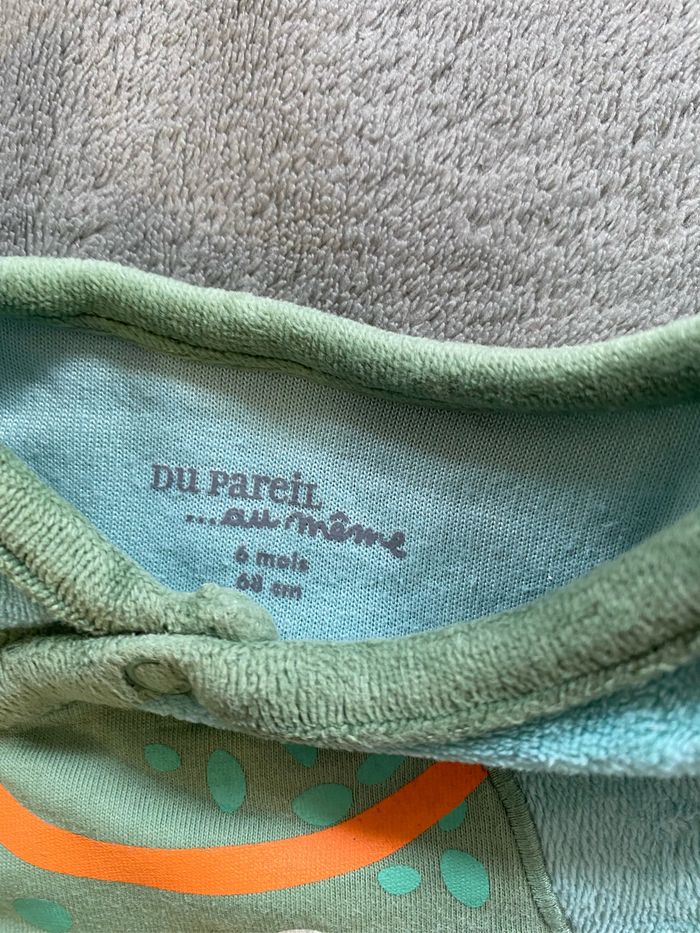 DU PAREIL
...au même
6 mois
68 cm